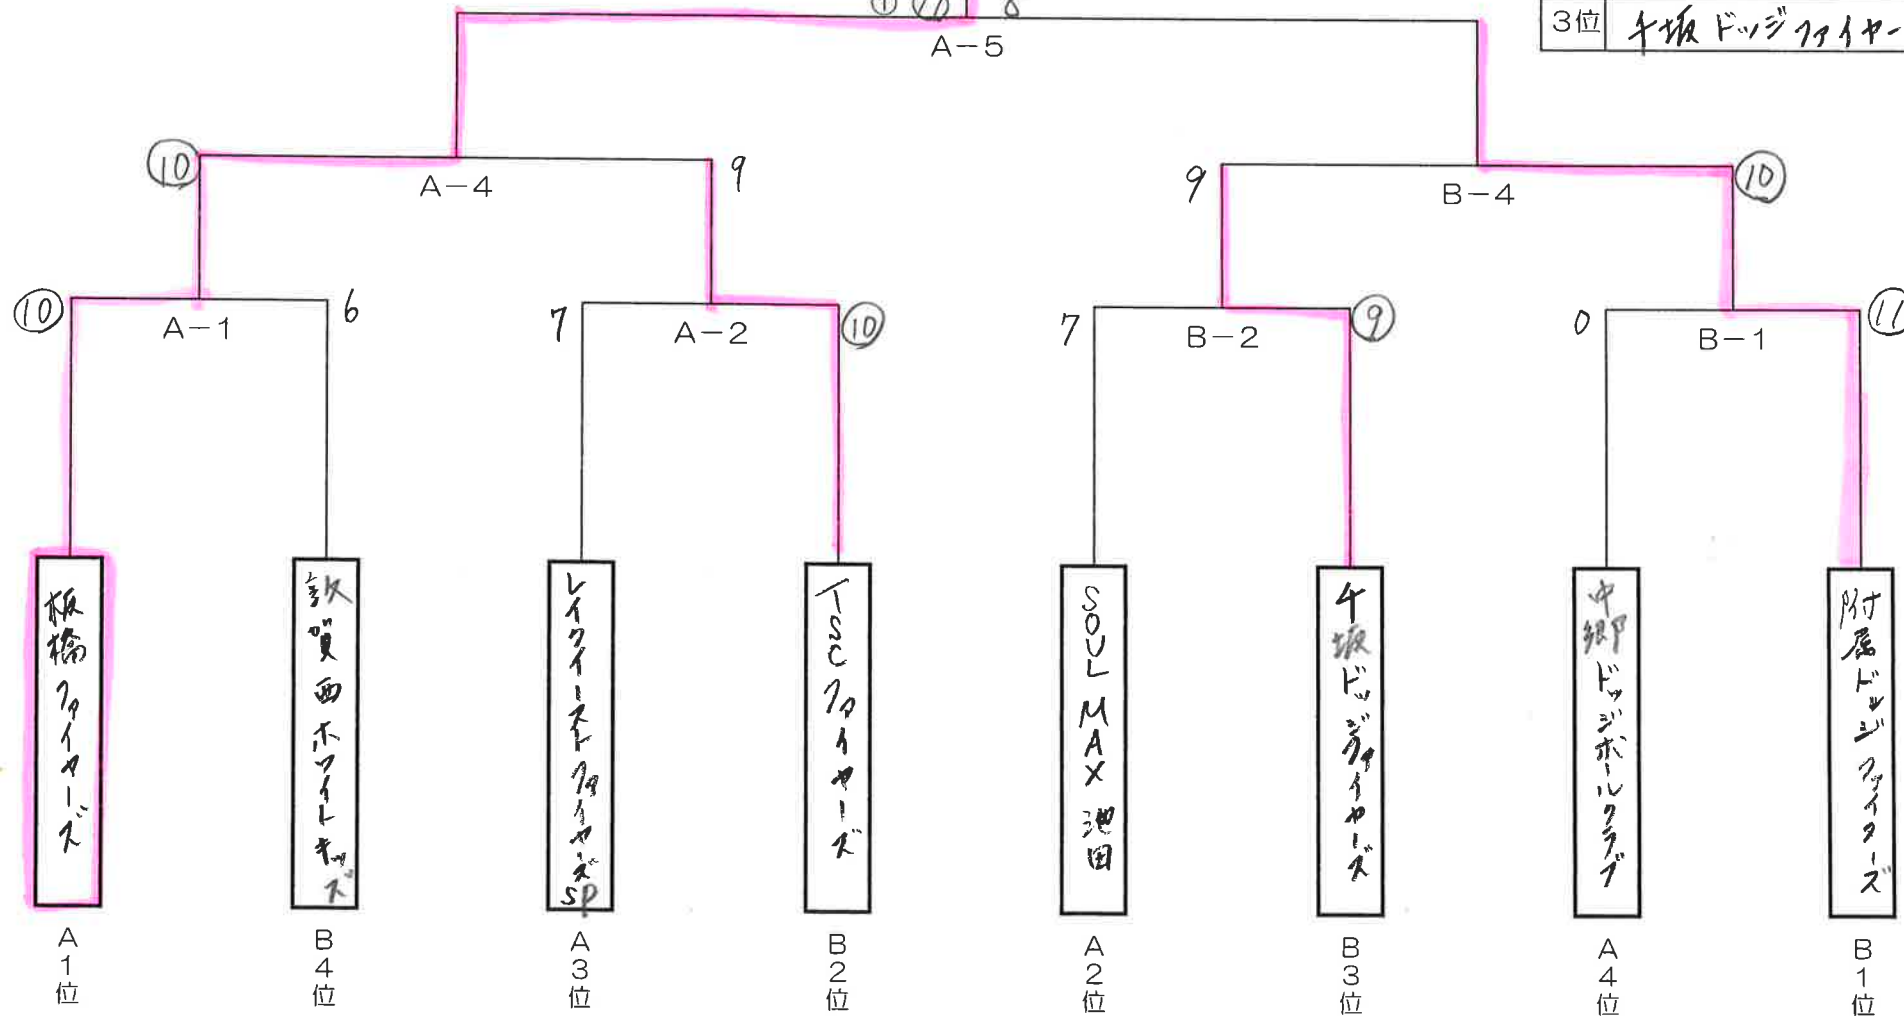 3位 千坂ドッジファイヤー
8
A-5
⑩ A-4 9
9 B-4 ⑩
⑩ A-1 6
7 A-2 ⑩
7 B-2 ⑨
0 B-1 ⑪
板橋ファイヤーズ
敦賀西ホワイトキッズ
レイクイーストファイヤーズSP
TSCファイヤーズ
SOUL MAX 池田
千坂ドッジファイヤーズ
中郷ドッジボールクラブ
附属ドッジファイターズ
A1位
B4位
A3位
B2位
A2位
B3位
A4位
B1位